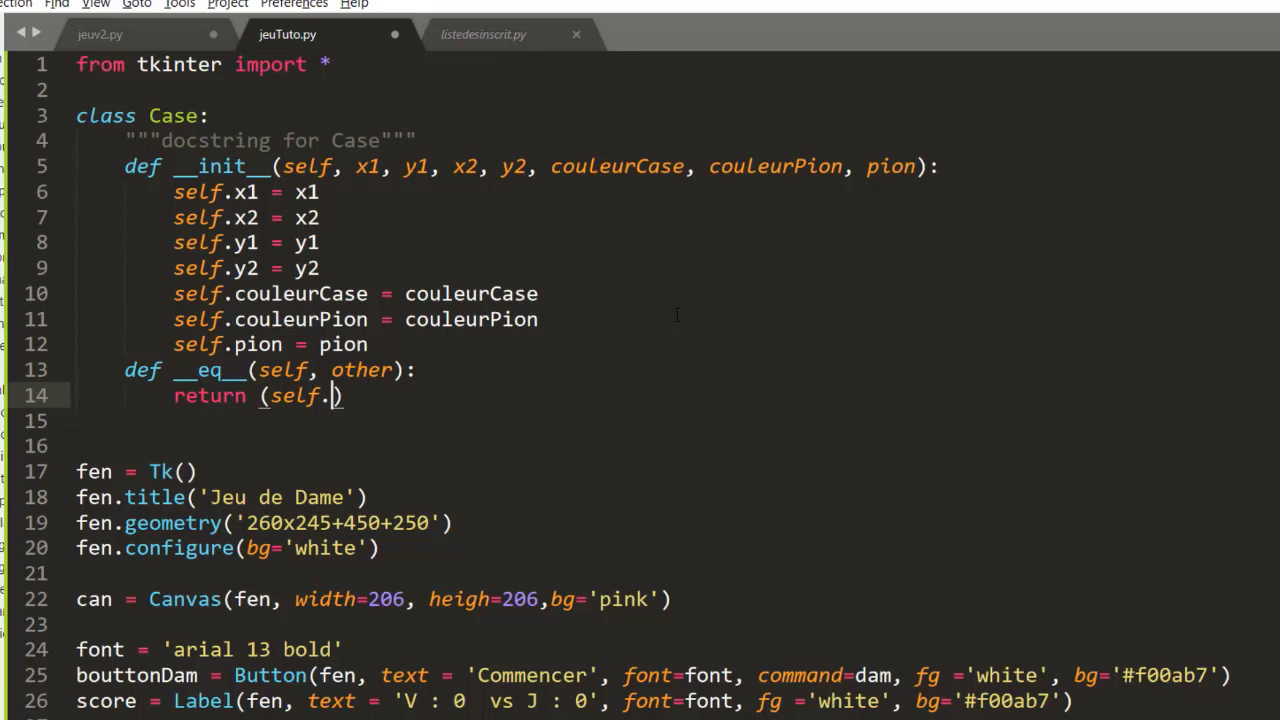 ection Find View Goto Tools Project Preferences Help
jeuv2.py jeuTuto.py listedesinscrit.py
1 from tkinter import *
2
3 class Case:
4 """docstring for Case"""
5 def __init__(self, x1, y1, x2, y2, couleurCase, couleurPion, pion):
6 self.x1 = x1
7 self.x2 = x2
8 self.y1 = y1
9 self.y2 = y2
10 self.couleurCase = couleurCase
11 self.couleurPion = couleurPion
12 self.pion = pion
13 def __eq__(self, other):
14 return (self.)
15
16
17 fen = Tk()
18 fen.title('Jeu de Dame')
19 fen.geometry('260x245+450+250')
20 fen.configure(bg='white')
21
22 can = Canvas(fen, width=206, heigh=206,bg='pink')
23
24 font = 'arial 13 bold'
25 bouttonDam = Button(fen, text = 'Commencer', font=font, command=dam, fg ='white', bg='#f00ab7')
26 score = Label(fen, text = 'V : 0  vs J : 0', font=font, fg ='white', bg='#f00ab7')